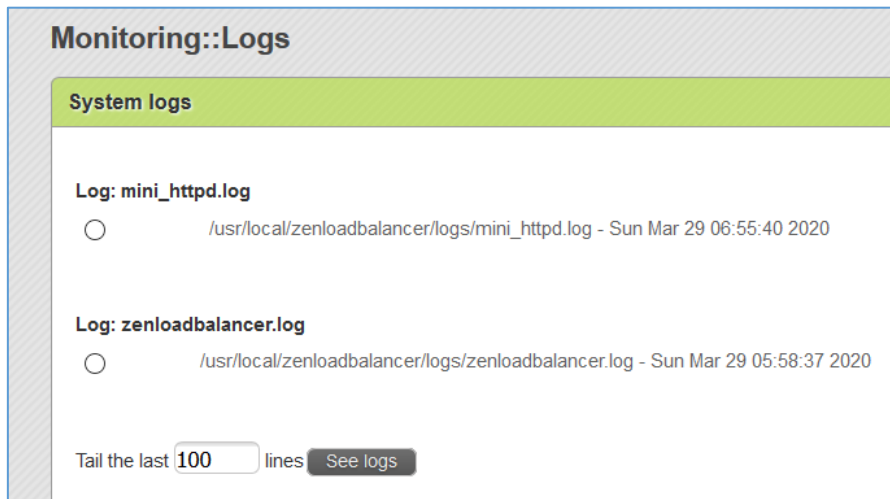 Monitoring::Logs
System logs
Log: mini_httpd.log
/usr/local/zenloadbalancer/logs/mini_httpd.log - Sun Mar 29 06:55:40 2020
Log: zenloadbalancer.log
/usr/local/zenloadbalancer/logs/zenloadbalancer.log - Sun Mar 29 05:58:37 2020
Tail the last 100 lines See logs